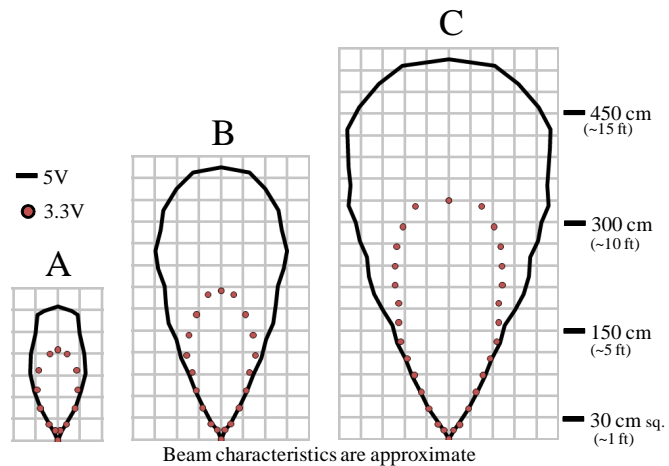 A
B
C
5V
3.3V
450 cm
(~15 ft)
300 cm
(~10 ft)
150 cm
(~5 ft)
30 cm sq.
(~1 ft)
Beam characteristics are approximate